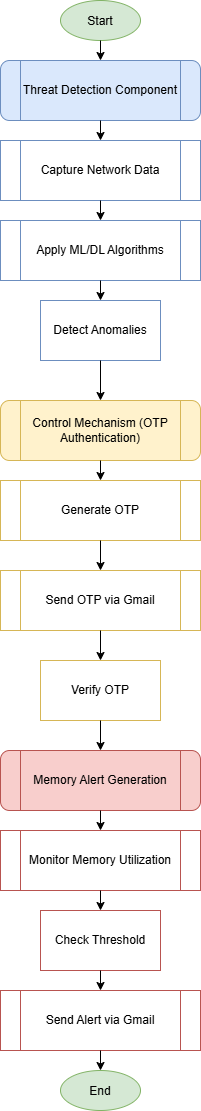 Start
Threat Detection Component
Capture Network Data
Apply ML/DL Algorithms
Detect Anomalies
Control Mechanism (OTP
Authentication)
Generate OTP
Send OTP via Gmail
Verify OTP
Memory Alert Generation
Monitor Memory Utilization
Check Threshold
Send Alert via Gmail
End